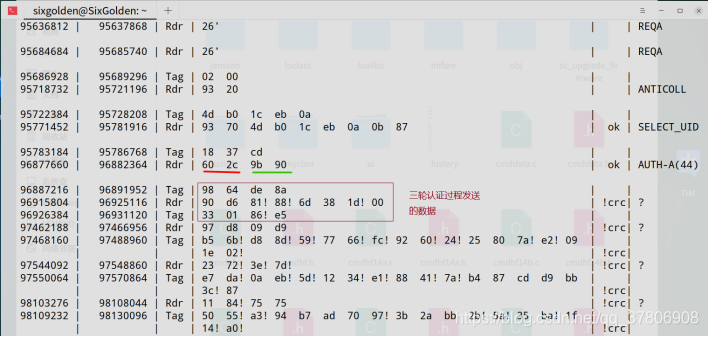 sixgolden@SixGolden: ~
95636812 | 95637868 | Rdr | 26' | | REQA
95684684 | 95685740 | Rdr | 26' | | REQA
95686928 | 95689296 | Tag | 02 00 | |
95718732 | 95721196 | Rdr | 93 20 | | ANTICOLL
95722384 | 95728208 | Tag | 4d b0 1c eb 0a | |
95771452 | 95781916 | Rdr | 93 70 4d b0 1c eb 0a 0b 87 | ok | SELECT_UID
95783184 | 95786768 | Tag | 18 37 cd | |
96877660 | 96882364 | Rdr | 60 2c 9b 90 | ok | AUTH-A(44)
96887216 | 96891952 | Tag | 98 64 de 8a | |
96915804 | 96925116 | Rdr | 90 d6 81! 88! 6d 38 1d! 00 | !crc| ?
96926384 | 96931120 | Tag | 33 01 86! e5 | |
97462188 | 97466956 | Rdr | 97 d8 09 d9 | !crc| ?
97468160 | 97488960 | Tag | b5 6b! d8 8d! 59! 77 66! fc! 92 60! 24! 25 80 7a! e2! 09 | |
1e 02! | !crc|
97544092 | 97548860 | Rdr | 23 72! 3e! 7d! | !crc| ?
97550064 | 97570864 | Tag | e7 da! 0a eb! 5d! 12 34! e1! 88 41! 7a! b4 87 cd d9 bb | |
3c! 87 | !crc|
98103276 | 98108044 | Rdr | 11 84! 75 75 | !crc| ?
98109232 | 98130096 | Tag | 50 55! a3! 94 b7 ad 70 97! 3b 2a bb 2b! 5a! 35 ba! 1f | |
14! a0! | !crc|
三轮认证过程发送
的数据
https://blog.csdn.net/qq_37806908